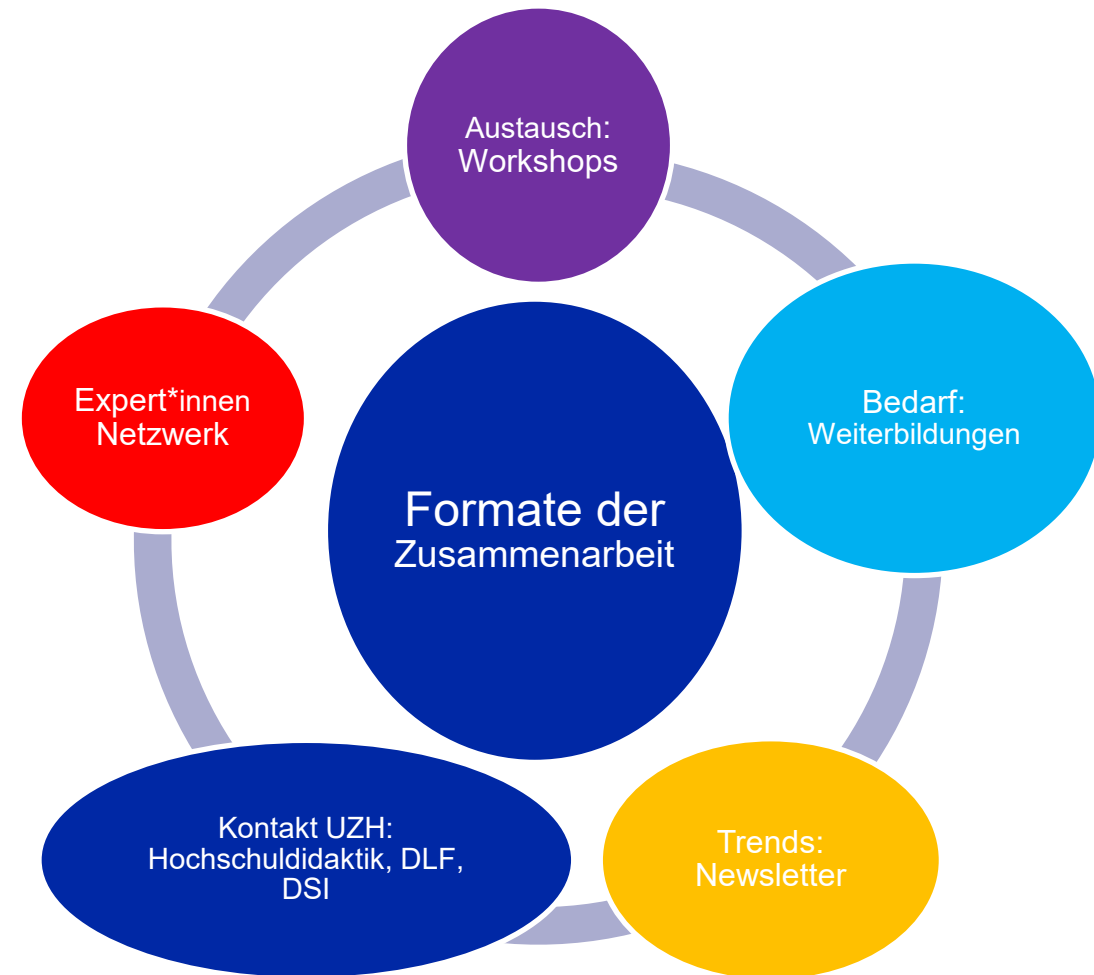 Austausch:
Workshops
Bedarf:
Weiterbildungen
Expert*innen
Netzwerk
Formate der
Zusammenarbeit
Kontakt UZH:
Hochschuldidaktik, DLF,
DSI
Trends:
Newsletter